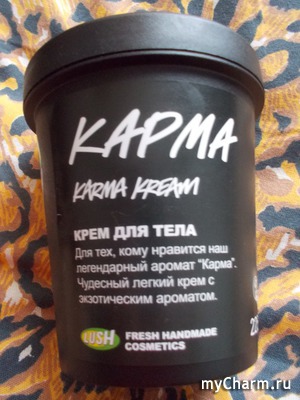 КАРМА
KARMA KREAM
КРЕМ ДЛЯ ТЕЛА
Для тех, кому нравится наш
легендарный аромат "Карма".
Чудесный легкий крем с
экзотическим ароматом.
LUSH
FRESH HANDMADE
COSMETICS
myCharm.ru